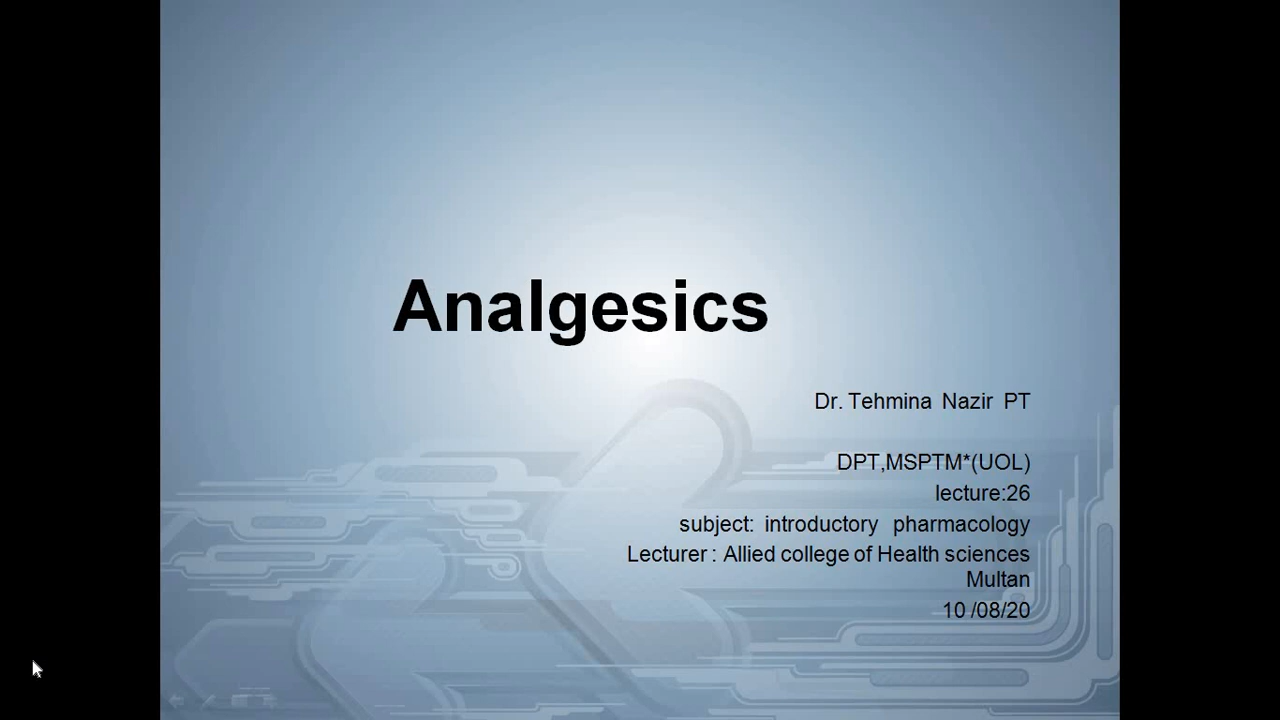 Analgesics
Dr. Tehmina Nazir PT
DPT,MSPTM*(UOL)
lecture:26
subject: introductory pharmacology
Lecturer : Allied college of Health sciences
Multan
10 /08/20